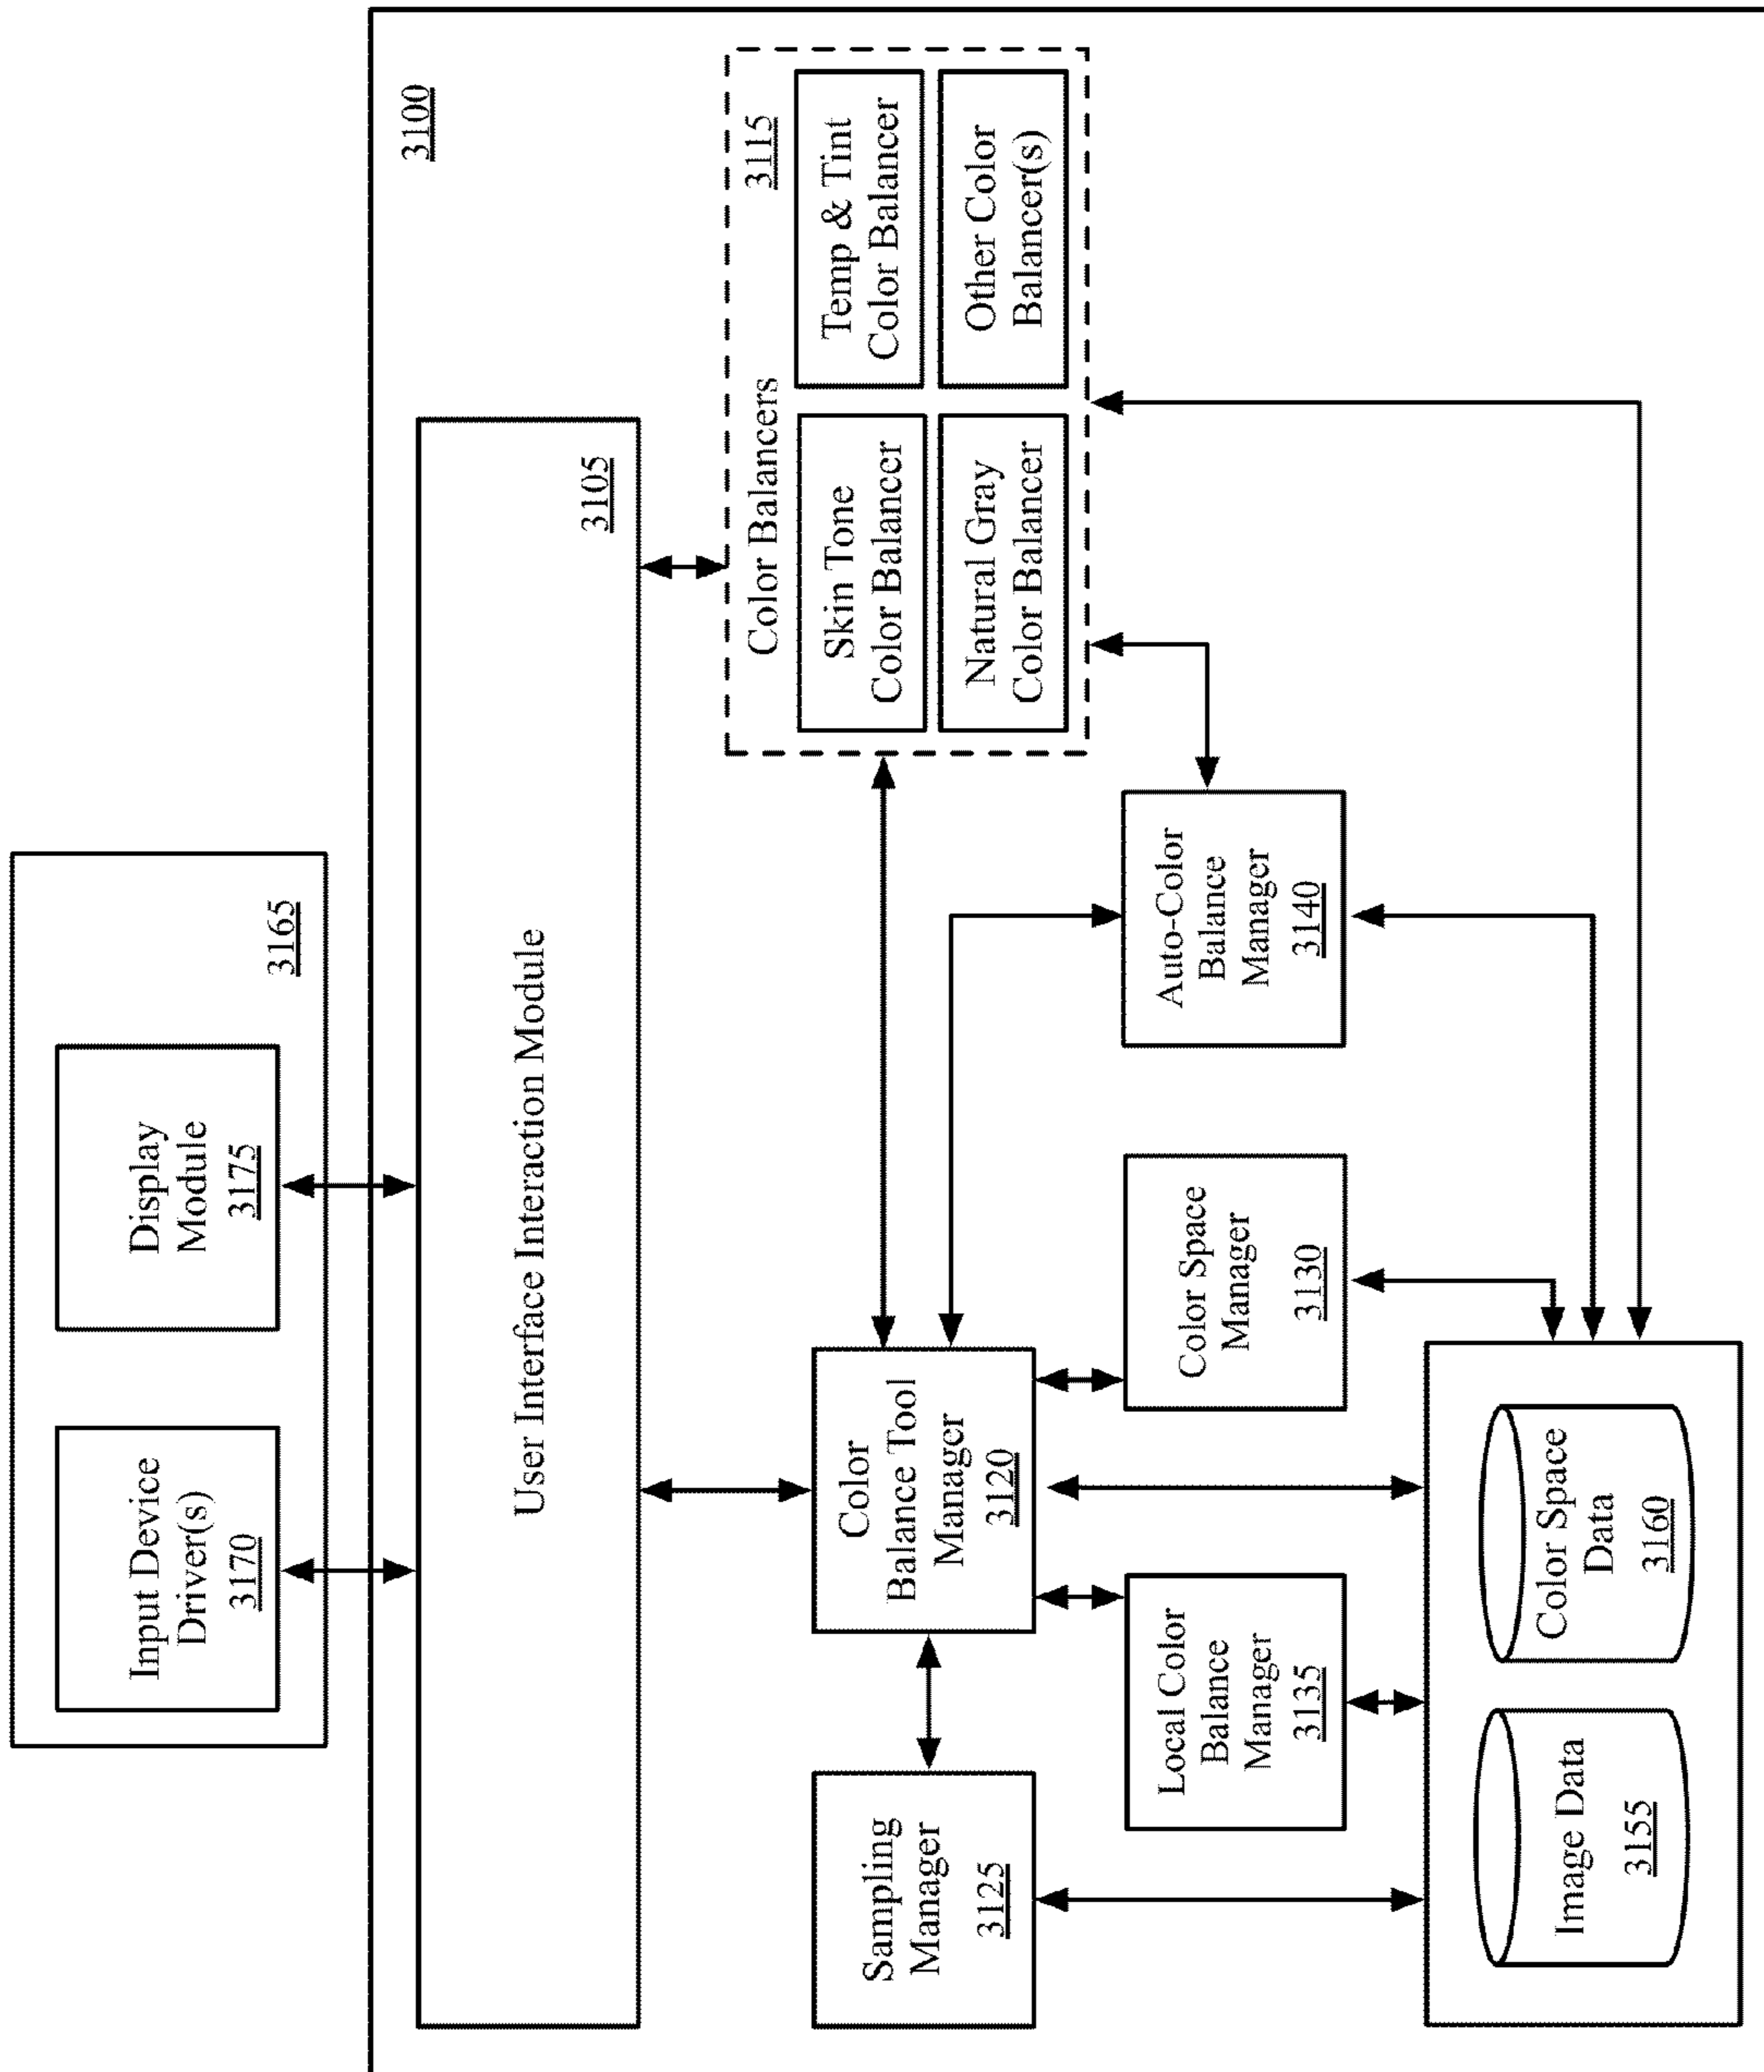 3165
Input Device
Driver(s)
3170
Display
Module
3175
3100
User Interface Interaction Module
3105
Color Balancers
3115
Skin Tone
Color Balancer
Temp & Tint
Color Balancer
Natural Gray
Color Balancer
Other Color
Balancer(s)
Sampling
Manager
3125
Color
Balance Tool
Manager
3120
Local Color
Balance
Manager
3135
Color Space
Manager
3130
Auto-Color
Balance
Manager
3140
Image Data
3155
Color Space
Data
3160